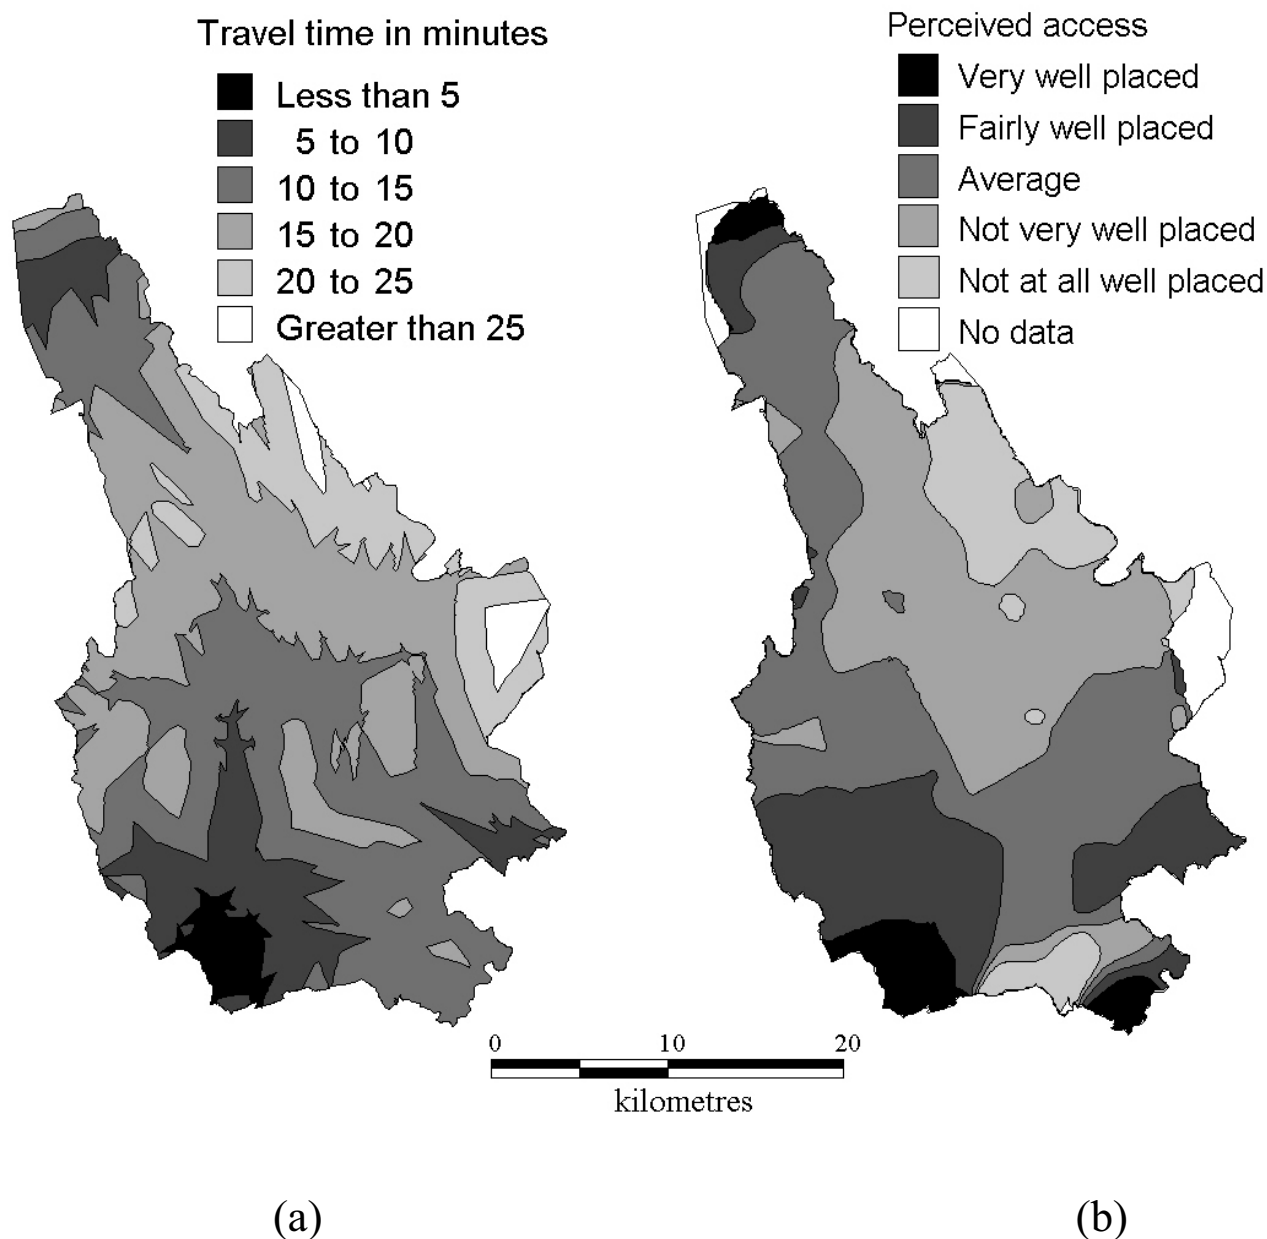 Travel time in minutes
Less than 5
5 to 10
10 to 15
15 to 20
20 to 25
Greater than 25
Perceived access
Very well placed
Fairly well placed
Average
Not very well placed
Not at all well placed
No data
0 10 20
kilometres
(a)
(b)